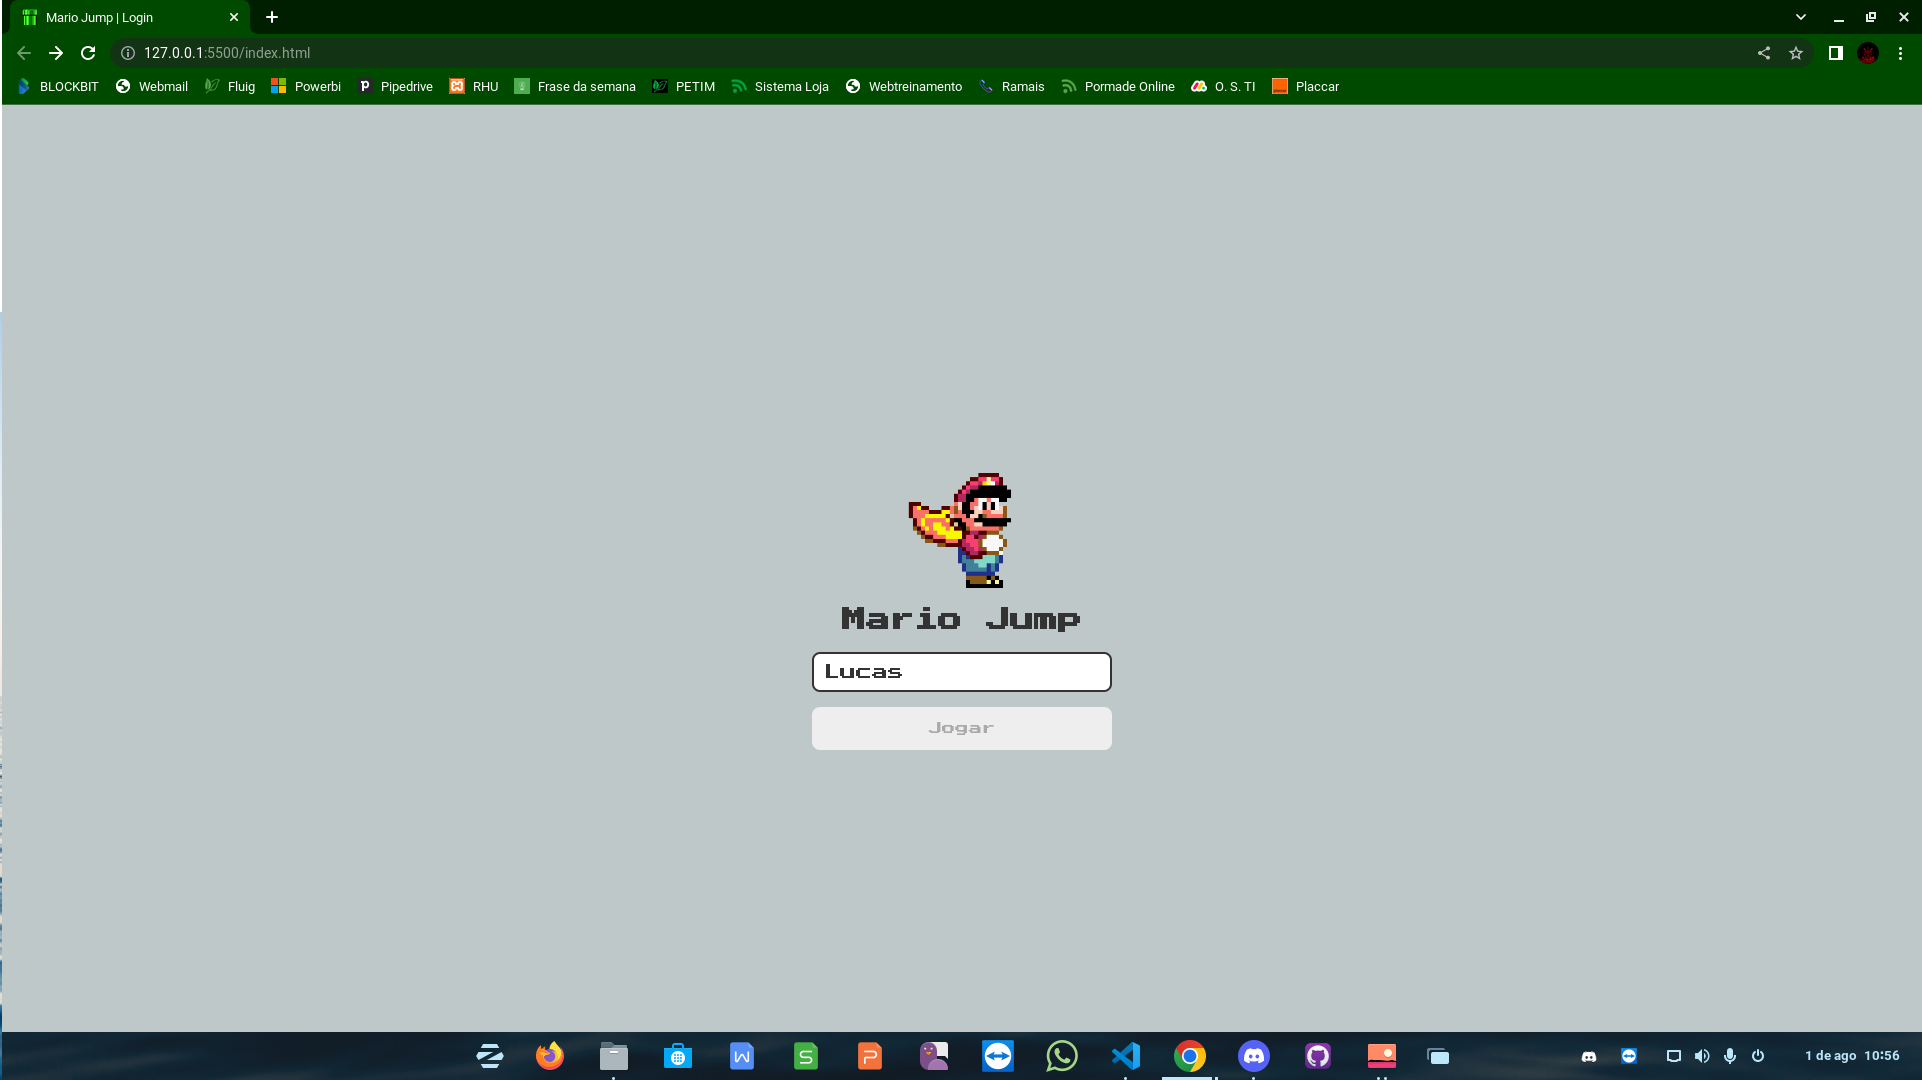 Mario Jump | Login
127.0.0.1:5500/index.html
BLOCKBIT Webmail Fluig Powerbi Pipedrive RHU Frase da semana PETIM Sistema Loja Webtreinamento Ramais Pormade Online O. S. TI Placcar
Mario Jump
Lucas
Jogar
1 de ago 10:56